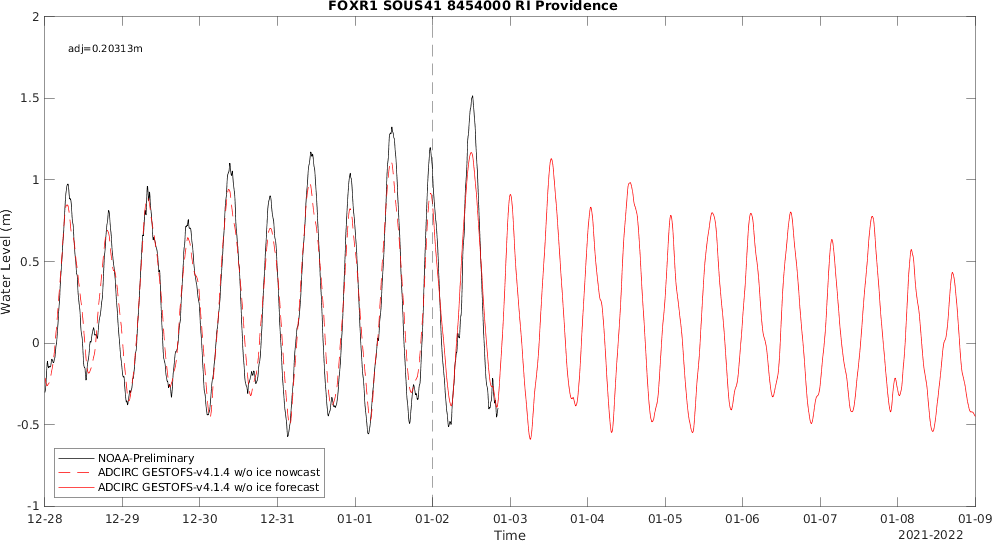 FOXR1 SOUS41 8454000 RI Providence
adj=0.20313m
Water Level (m)
2
1.5
1
0.5
0
-0.5
-1
NOAA-Preliminary
ADCIRC GESTOFS-v4.1.4 w/o ice nowcast
ADCIRC GESTOFS-v4.1.4 w/o ice forecast
12-28 12-29 12-30 12-31 01-01 01-02 01-03 01-04 01-05 01-06 01-07 01-08 01-09
Time
2021-2022